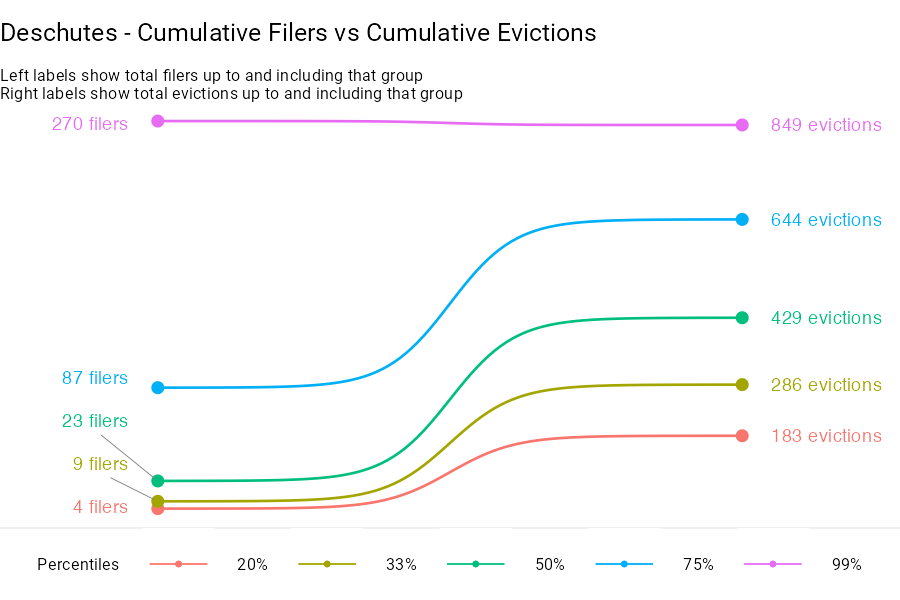 Deschutes - Cumulative Filers vs Cumulative Evictions
Left labels show total filers up to and including that group
Right labels show total evictions up to and including that group
270 filers
849 evictions
644 evictions
429 evictions
87 filers
286 evictions
23 filers
183 evictions
9 filers
4 filers
Percentiles 20% 33% 50% 75% 99%